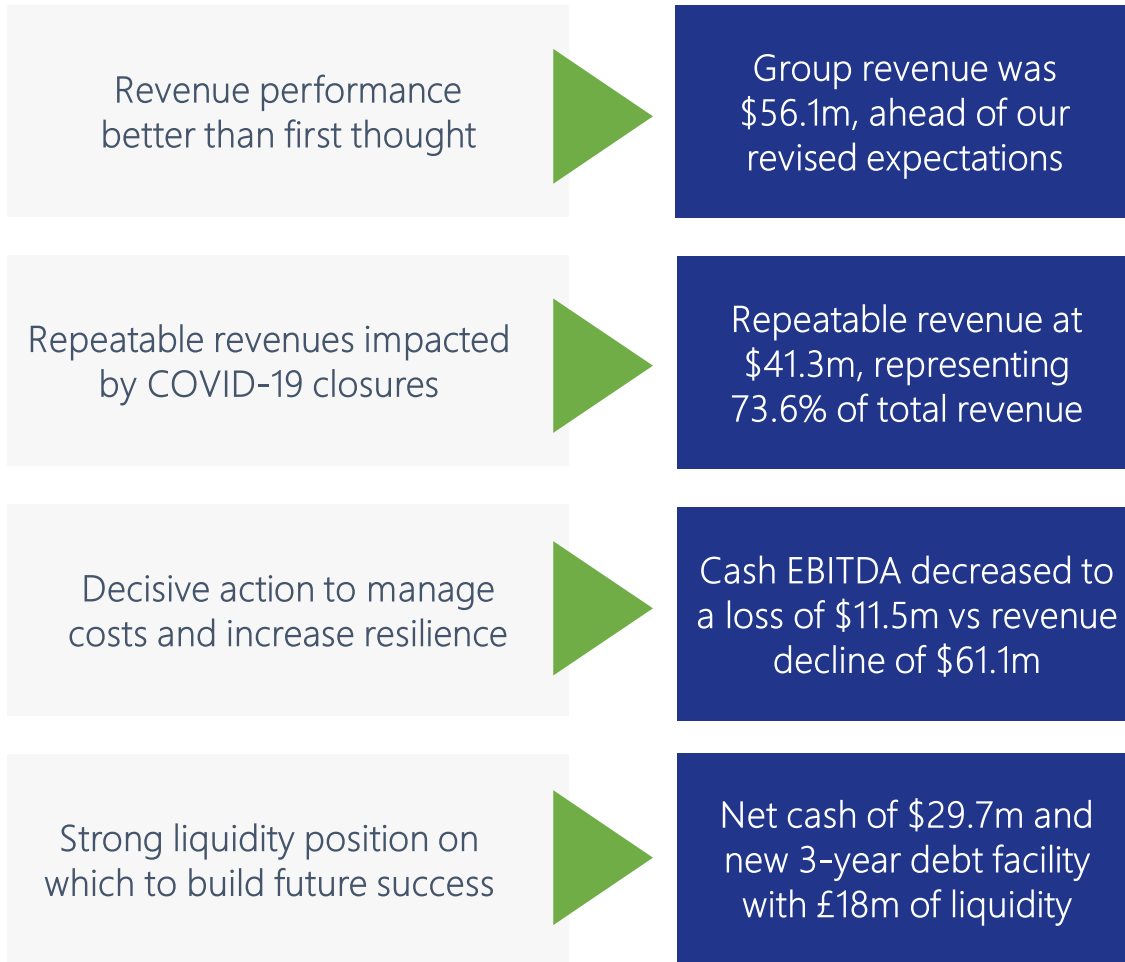 Revenue performance
better than first thought
Group revenue was
$56.1m, ahead of our
revised expectations
Repeatable revenues impacted
by COVID-19 closures
Repeatable revenue at
$41.3m, representing
73.6% of total revenue
Decisive action to manage
costs and increase resilience
Cash EBITDA decreased to
a loss of $11.5m vs revenue
decline of $61.1m
Strong liquidity position on
which to build future success
Net cash of $29.7m and
new 3-year debt facility
with £18m of liquidity